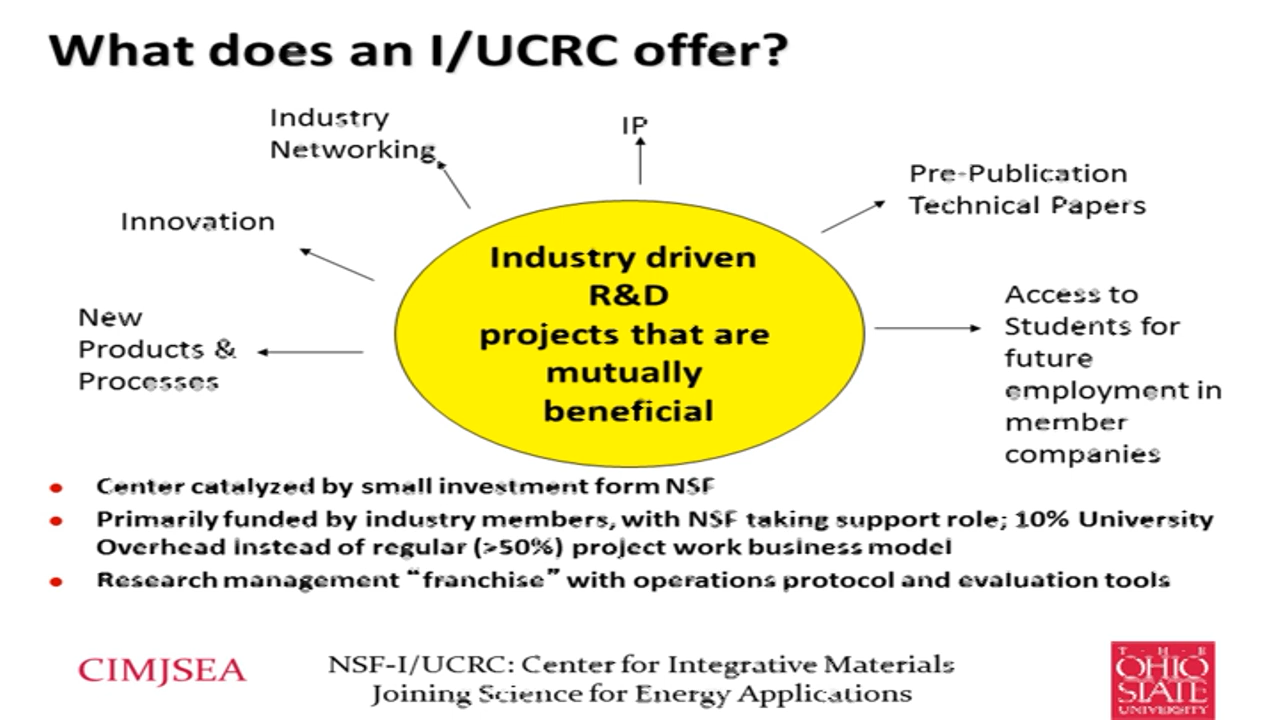 What does an I/UCRC offer?
Industry
Networking
IP
Pre-Publication
Technical Papers
Innovation
New
Products &
Processes
Industry driven
R&D
projects that are
mutually
beneficial
Access to
Students for
future
employment in
member
companies
• Center catalyzed by small investment form NSF
• Primarily funded by industry members, with NSF taking support role; 10% University
Overhead instead of regular (>50%) project work business model
• Research management “franchise” with operations protocol and evaluation tools
CIMJSEA
NSF-I/UCRC: Center for Integrative Materials
Joining Science for Energy Applications
THE
OHIO
STATE
UNIVERSITY